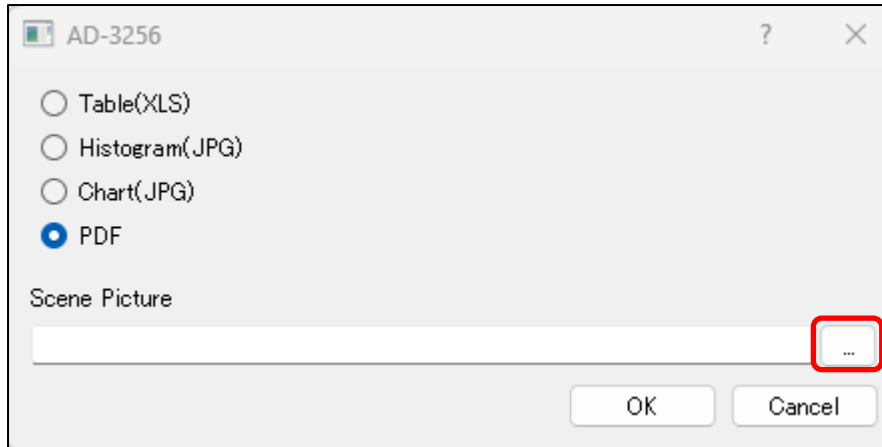 AD-3256
?
Table(XLS)
Histogram(JPG)
Chart(JPG)
PDF
Scene Picture
...
OK
Cancel